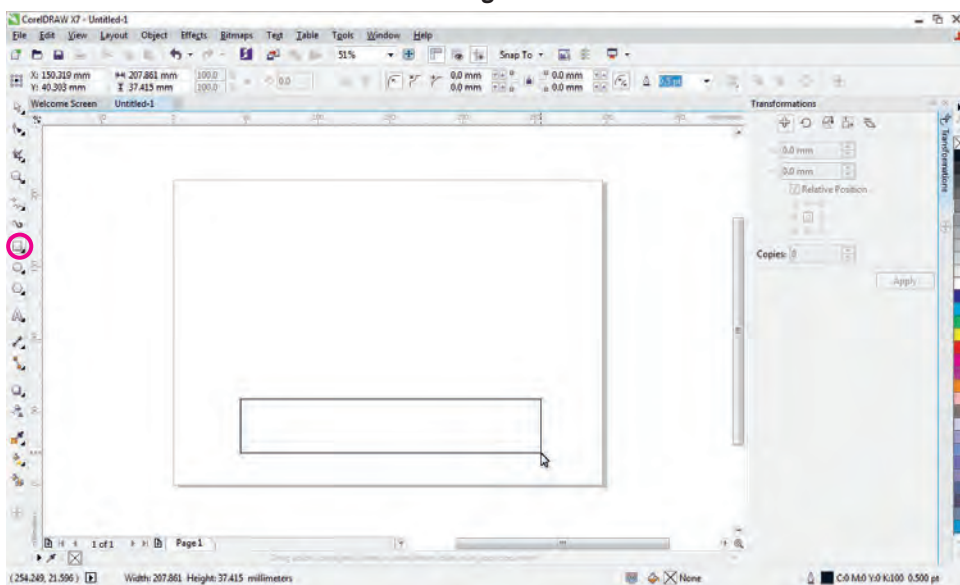 CorelDRAW X7 - Untitled-1
File Edit View Layout Object Effects Bitmaps Text Table Tools Window Help
51% Snap To
X: 150.319 mm 207.861 mm 100.0 0.0 0.0 mm 0.0 mm 0.5 pt
Y: 40.303 mm 37.415 mm 100.0 0.0 mm 0.0 mm
Welcome Screen Untitled-1
Transformations
0.0 mm
0.0 mm
Relative Position
Copies: 0
Apply
Transformations
1 of 1 Page 1
(254.249, 21.596) Width: 207.861 Height: 37.415 millimeters None C:0 M:0 Y:0 K:100 0.500 pt